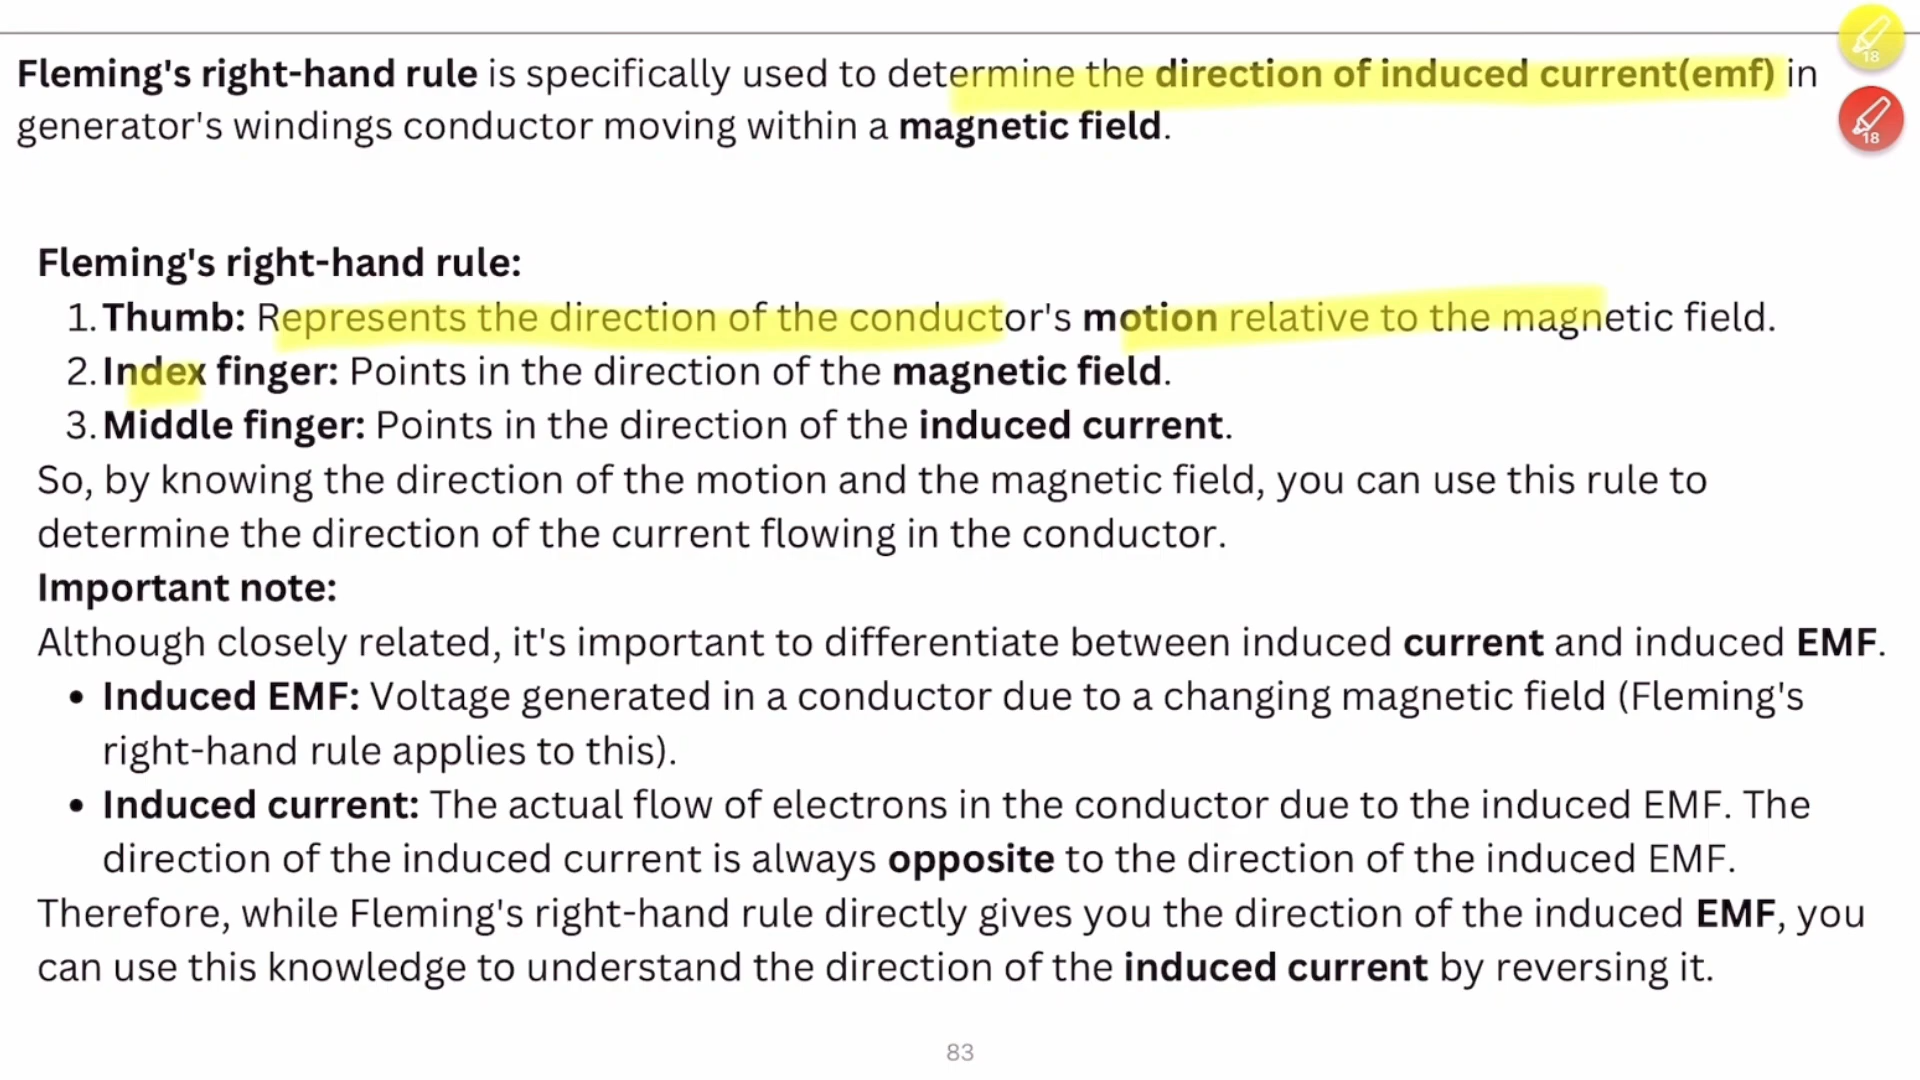 18
Fleming's right-hand rule is specifically used to determine the direction of induced current(emf) in
generator's windings conductor moving within a magnetic field.
18
Fleming's right-hand rule:
1. Thumb: Represents the direction of the conductor's motion relative to the magnetic field.
2. Index finger: Points in the direction of the magnetic field.
3. Middle finger: Points in the direction of the induced current.
So, by knowing the direction of the motion and the magnetic field, you can use this rule to
determine the direction of the current flowing in the conductor.
Important note:
Although closely related, it's important to differentiate between induced current and induced EMF.
• Induced EMF: Voltage generated in a conductor due to a changing magnetic field (Fleming's
right-hand rule applies to this).
• Induced current: The actual flow of electrons in the conductor due to the induced EMF. The
direction of the induced current is always opposite to the direction of the induced EMF.
Therefore, while Fleming's right-hand rule directly gives you the direction of the induced EMF, you
can use this knowledge to understand the direction of the induced current by reversing it.
83